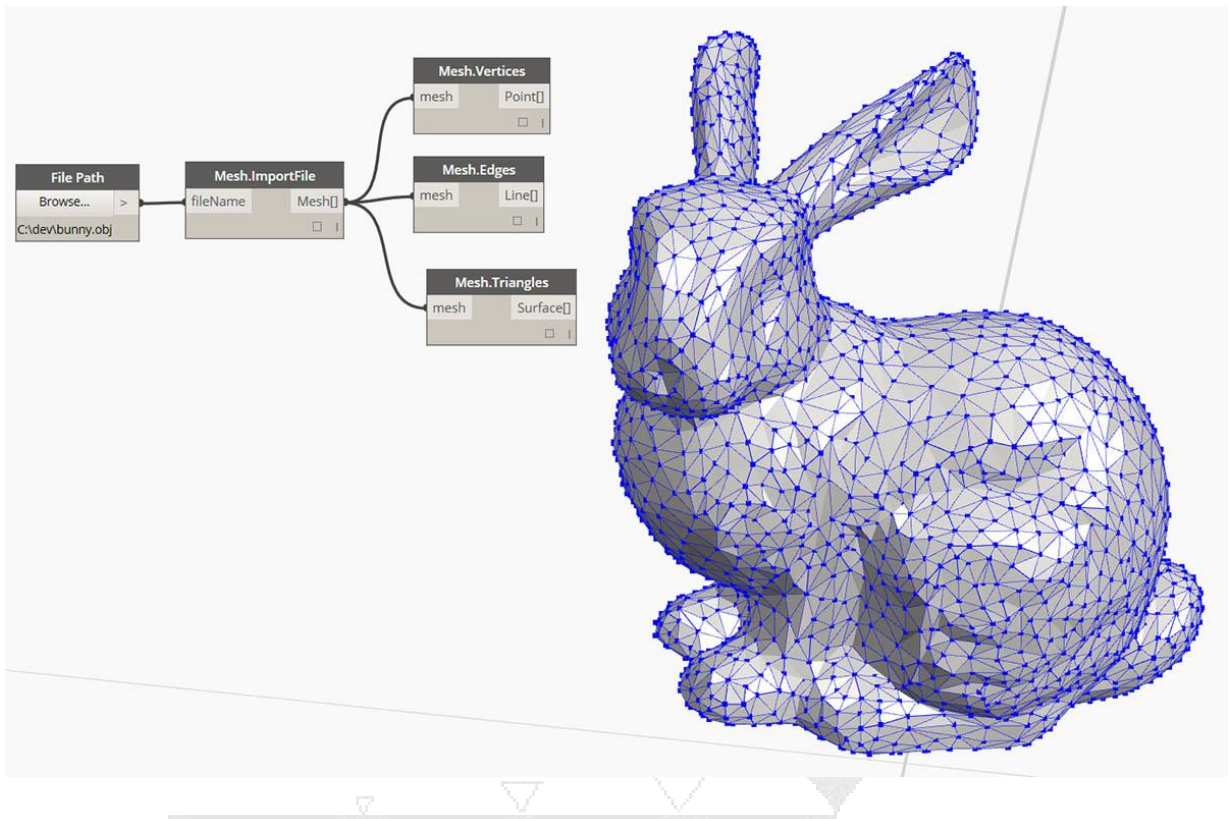 File Path
Browse... >
C:\dev\bunny.obj
Mesh.ImportFile
fileName Mesh[]
Mesh.Vertices
mesh Point[]
Mesh.Edges
mesh Line[]
Mesh.Triangles
mesh Surface[]